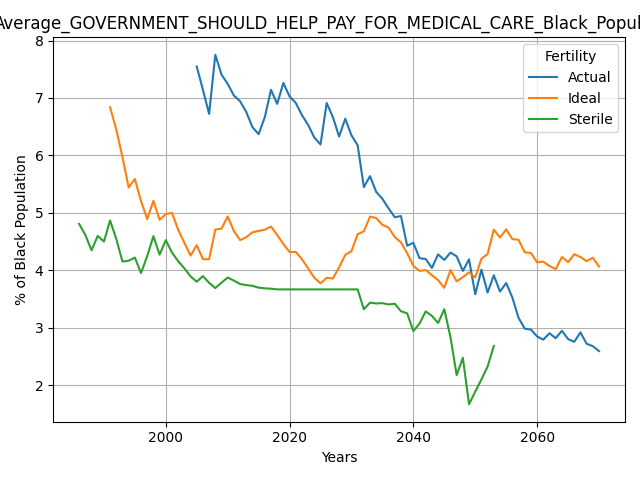 Average_GOVERNMENT_SHOULD_HELP_PAY_FOR_MEDICAL_CARE_Black_Popul
8
7
6
5
4
3
2
% of Black Population
Fertility
Actual
Ideal
Sterile
2000 2020 2040 2060
Years